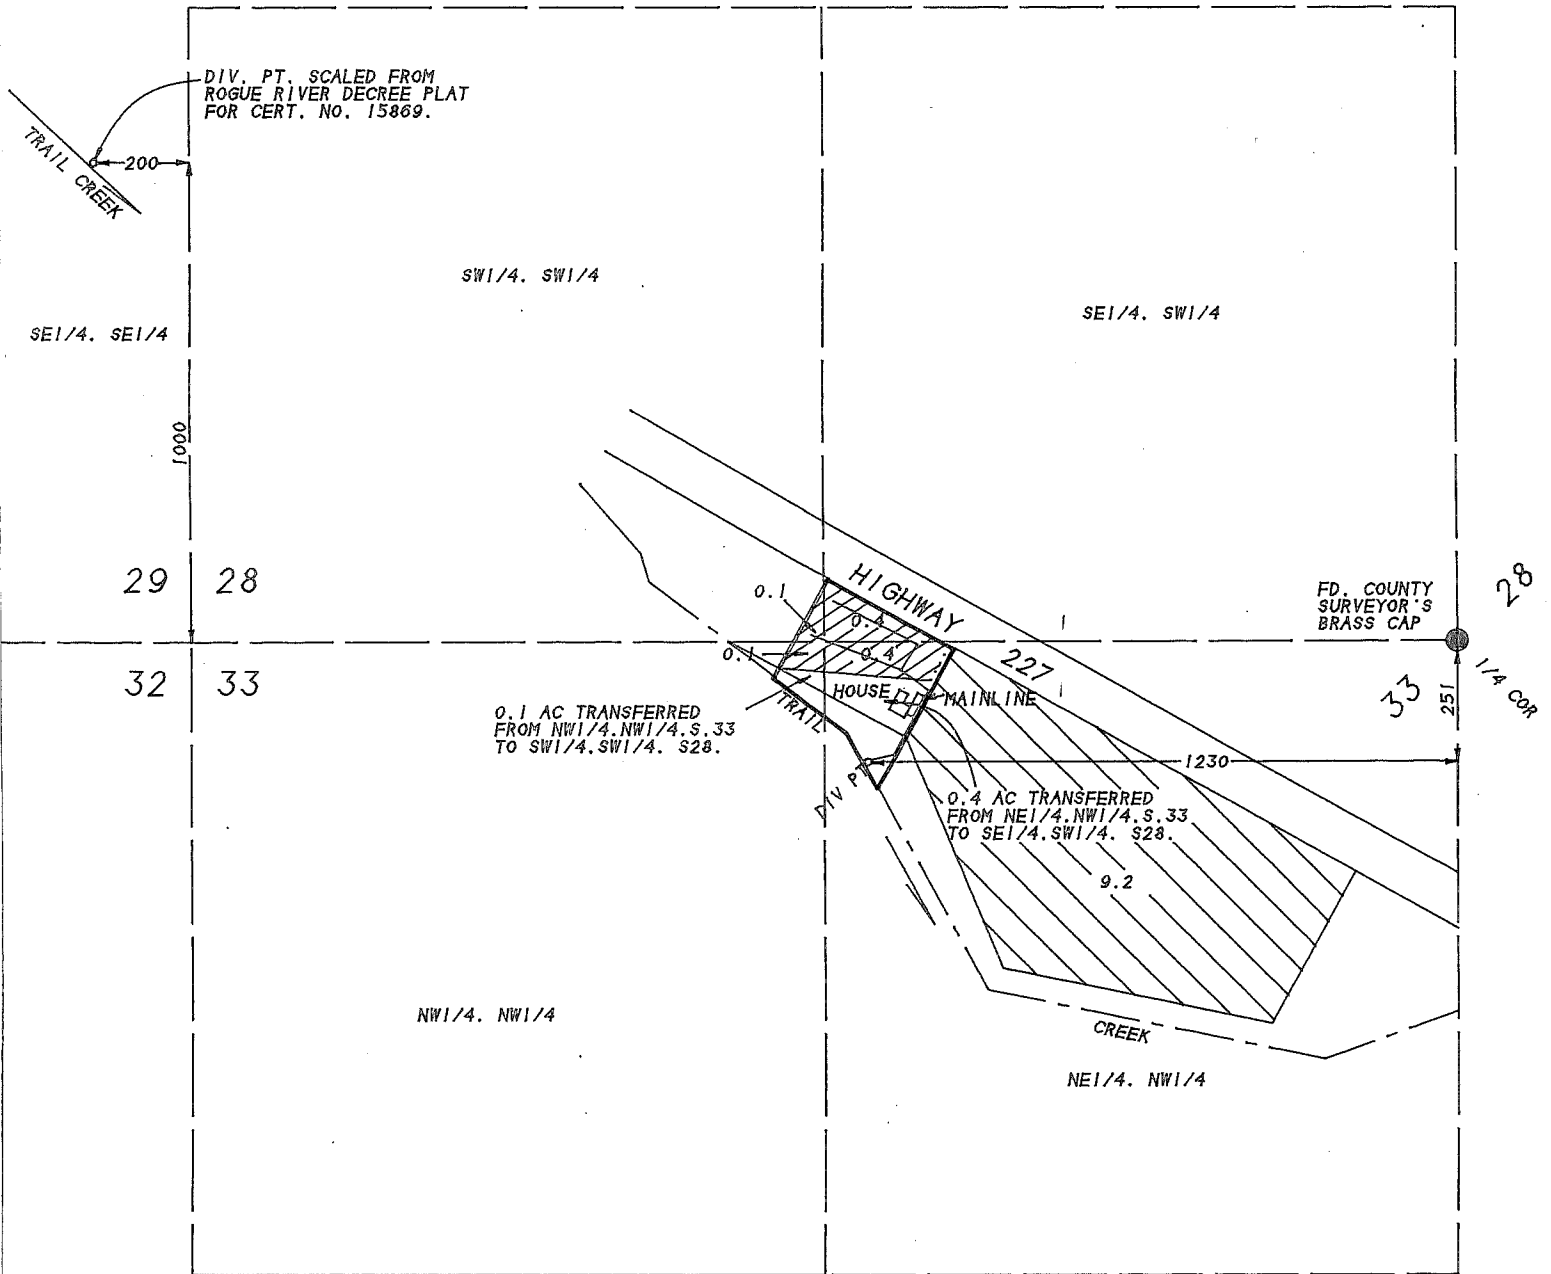 DIV. PT. SCALED FROM
ROGUE RIVER DECREE PLAT
FOR CERT. NO. 15869.
TRAIL CREEK
200
SW1/4. SW1/4
SE1/4. SW1/4
SE1/4. SE1/4
1000
29 28
HIGHWAY
227
0.1
0.4
FD. COUNTY
SURVEYOR'S
BRASS CAP
28
0.1
0.4
32 33
HOUSE
MAINLINE
33
1/4 COR
251
TRAIL
0.1 AC TRANSFERRED
FROM NW1/4.NW1/4.S.33
TO SW1/4.SW1/4. S28.
1230
DIV PT
0.4 AC TRANSFERRED
FROM NE1/4.NW1/4.S.33
TO SE1/4.SW1/4. S28.
9.2
NW1/4. NW1/4
CREEK
NE1/4. NW1/4